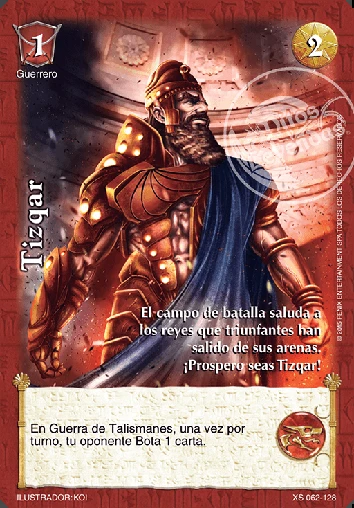 1
2
Guerrero
Tizqar
El campo de batalla saluda a
los reyes que triunfantes han
salido de sus arenas.
¡Prospero seas Tizqar!
En Guerra de Talismanes, una vez por
turno, tu oponente Bota 1 carta.
ILUSTRADOR:KOI
XS 062-128